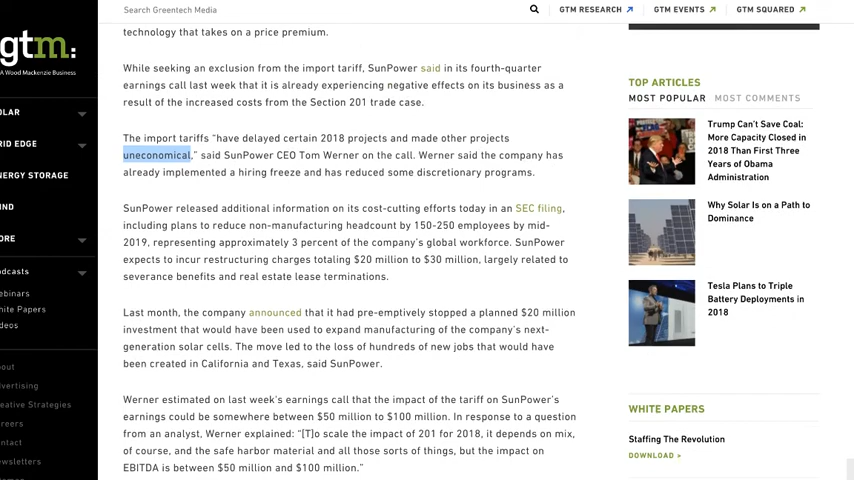 Search Greentech Media
GTM RESEARCH
GTM EVENTS
GTM SQUARED
gtm:
A Wood Mackenzie Business
OLAR
RID EDGE
NERGY STORAGE
IND
ORE
odcasts
ebinars
hite Papers
deos
out
vertising
eative Strategies
reers
ntact
wsletters
technology that takes on a price premium.
While seeking an exclusion from the import tariff, SunPower said in its fourth-quarter
earnings call last week that it is already experiencing negative effects on its business as a
result of the increased costs from the Section 201 trade case.
The import tariffs “have delayed certain 2018 projects and made other projects
uneconomical,” said SunPower CEO Tom Werner on the call. Werner said the company has
already implemented a hiring freeze and has reduced some discretionary programs.
SunPower released additional information on its cost-cutting efforts today in an SEC filing,
including plans to reduce non-manufacturing headcount by 150-250 employees by mid-
2019, representing approximately 3 percent of the company’s global workforce. SunPower
expects to incur restructuring charges totaling $20 million to $30 million, largely related to
severance benefits and real estate lease terminations.
Last month, the company announced that it had pre-emptively stopped a planned $20 million
investment that would have been used to expand manufacturing of the company’s next-
generation solar cells. The move led to the loss of hundreds of new jobs that would have
been created in California and Texas, said SunPower.
Werner estimated on last week’s earnings call that the impact of the tariff on SunPower’s
earnings could be somewhere between $50 million to $100 million. In response to a question
from an analyst, Werner explained: “[T]o scale the impact of 201 for 2018, it depends on mix,
of course, and the safe harbor material and all those sorts of things, but the impact on
EBITDA is between $50 million and $100 million.”
TOP ARTICLES
MOST POPULAR MOST COMMENTS
Trump Can’t Save Coal:
More Capacity Closed in
2018 Than First Three
Years of Obama
Administration
Why Solar Is on a Path to
Dominance
Tesla Plans to Triple
Battery Deployments in
2018
WHITE PAPERS
Staffing The Revolution
DOWNLOAD >